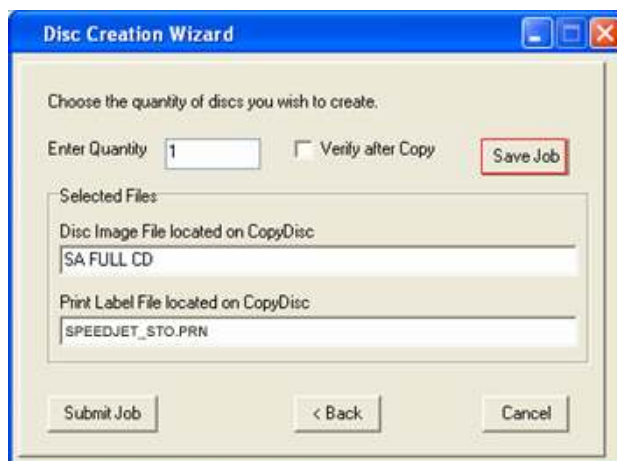 Disc Creation Wizard
Choose the quantity of discs you wish to create.
Enter Quantity 1 Verify after Copy Save Job
Selected Files
Disc Image File located on CopyDisc
SA FULL CD
Print Label File located on CopyDisc
SPEEDJET_STO.PRN
Submit Job < Back Cancel